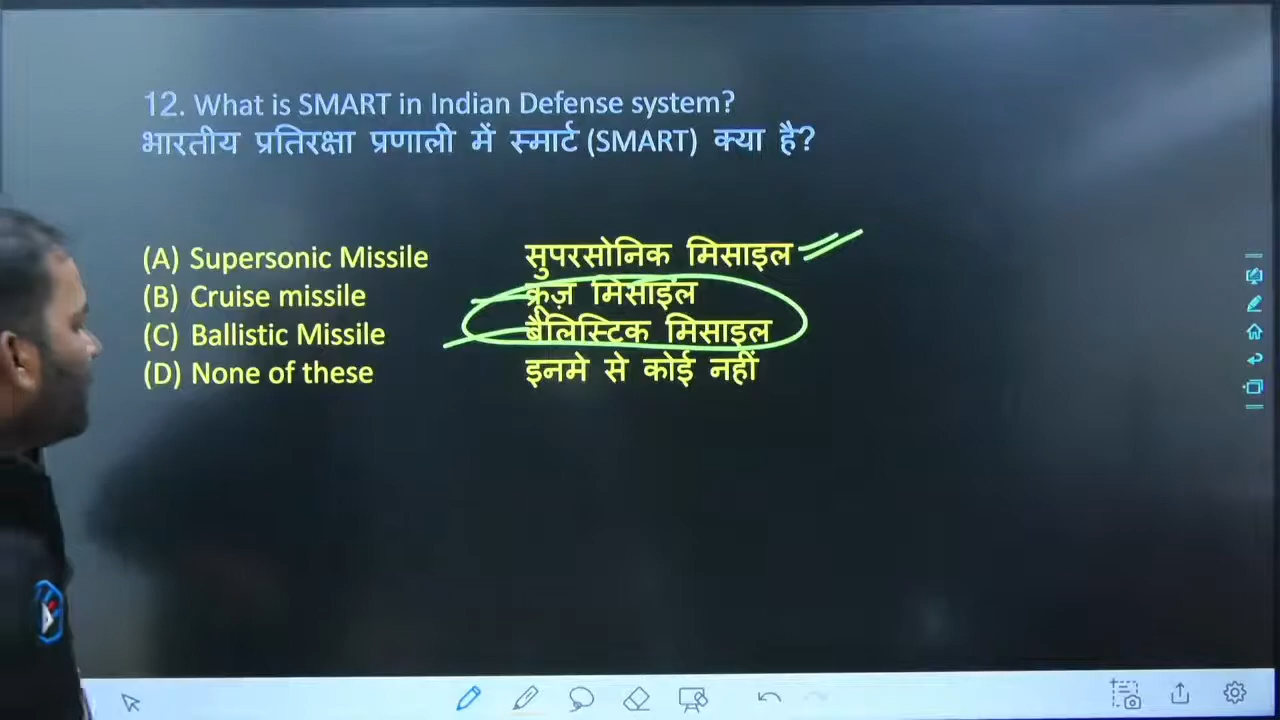 12. What is SMART in Indian Defense system?
भारतीय प्रतिरक्षा प्रणाली में स्मार्ट (SMART) क्या है?
(A) Supersonic Missile सुपरसोनिक मिसाइल
(B) Cruise missile क्रूज़ मिसाइल
(C) Ballistic Missile बैलिस्टिक मिसाइल
(D) None of these इनमे से कोई नहीं